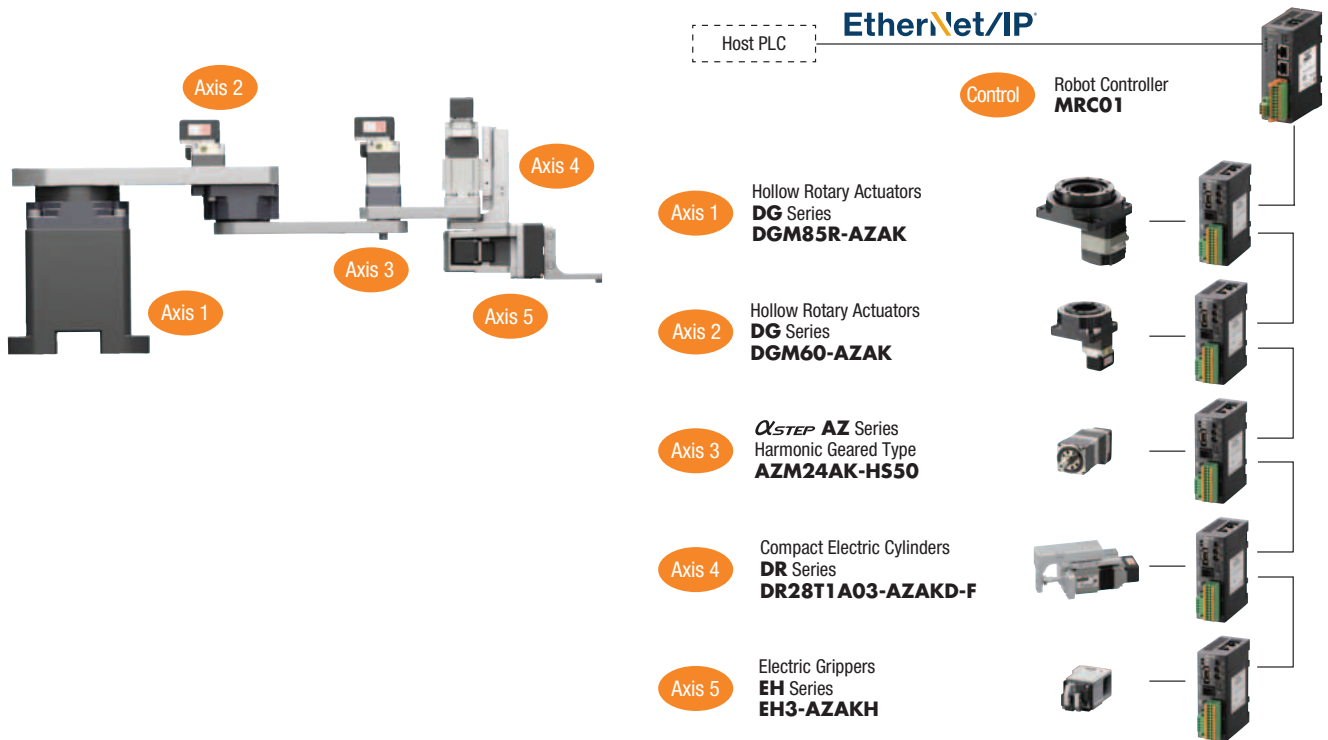 Axis 2
Axis 4
Axis 3
Axis 1
Axis 5
EtherNet/IP
Host PLC
Control
Robot Controller
MRC01
Axis 1
Hollow Rotary Actuators
DG Series
DGM85R-AZAK
Axis 2
Hollow Rotary Actuators
DG Series
DGM60-AZAK
Axis 3
αSTEP AZ Series
Harmonic Geared Type
AZM24AK-HS50
Axis 4
Compact Electric Cylinders
DR Series
DR28T1A03-AZAKD-F
Axis 5
Electric Grippers
EH Series
EH3-AZAKH